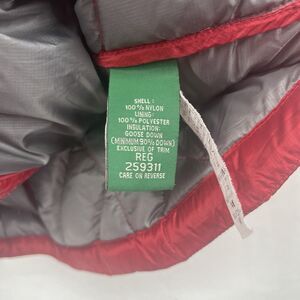 SHELL:
100% NYLON
LINING:
100% POLYESTER
INSULATION:
GOOSE DOWN
(MINIMUM 90% DOWN)
EXCLUSIVE OF TRIM
REG
259311
CARE ON REVERSE